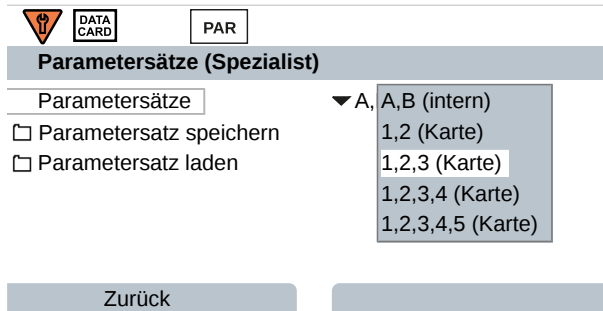 DATA
CARD
PAR
Parametersätze (Spezialist)
Parametersätze
A,
A,B (intern)
Parametersatz speichern
1,2 (Karte)
Parametersatz laden
1,2,3 (Karte)
1,2,3,4 (Karte)
1,2,3,4,5 (Karte)
Zurück